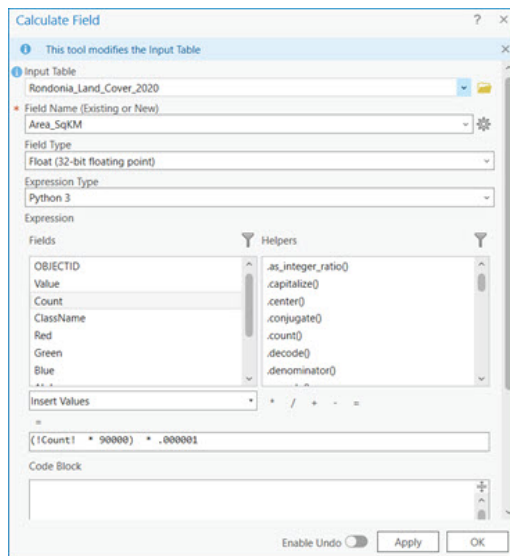 Calculate Field ? ×
This tool modifies the Input Table ×
Input Table
Rondonia_Land_Cover_2020
* Field Name (Existing or New)
Area_SqKM
Field Type
Float (32-bit floating point)
Expression Type
Python 3
Expression
Fields Helpers
OBJECTID .as_integer_ratio()
Value .capitalize()
Count .center()
ClassName .conjugate()
Red .count()
Green .decode()
Blue .denominator()
Insert Values * / + - =
=
(!Count! * 90000) * .000001
Code Block
Enable Undo Apply OK